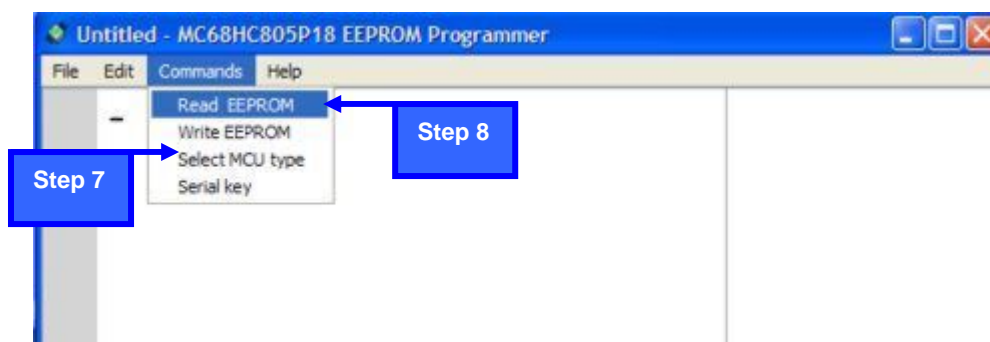 Untitled - MC68HC805P18 EEPROM Programmer
File Edit Commands Help
Read EEPROM
Write EEPROM
Select MCU type
Serial key
Step 8
Step 7